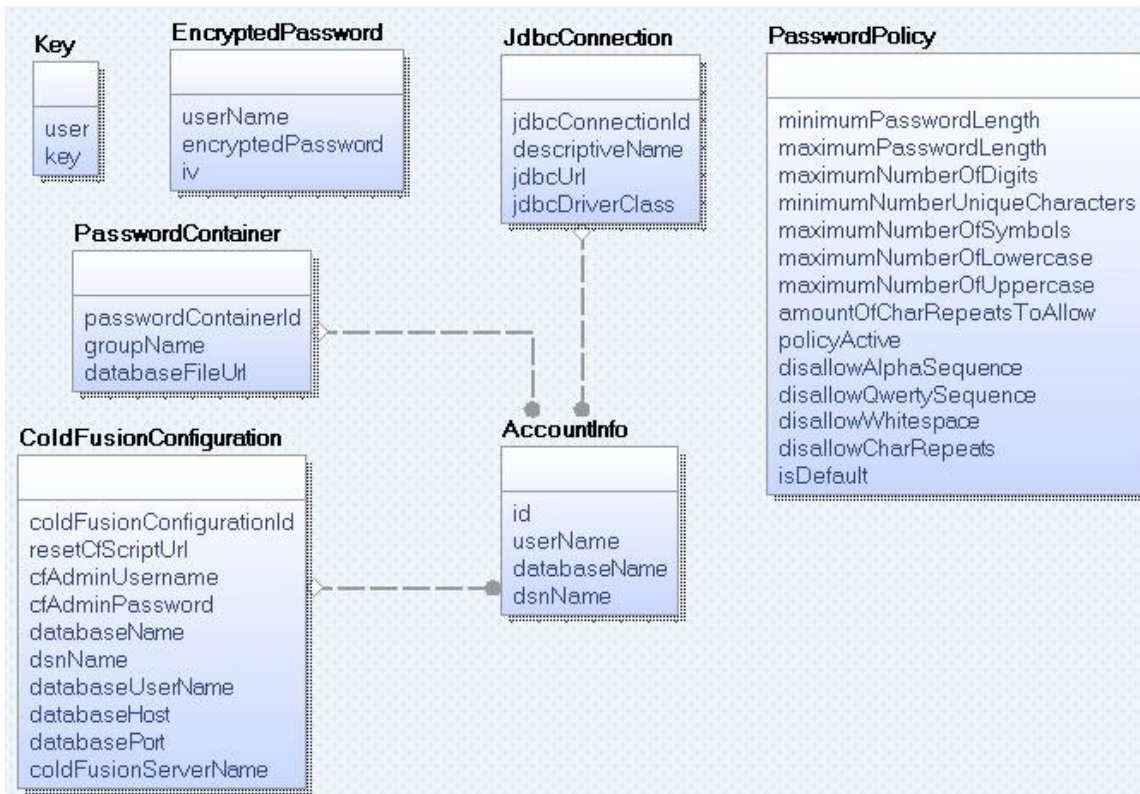 Key
user
key
EncryptedPassword
userName
encryptedPassword
iv
JdbcConnection
jdbcConnectionId
descriptiveName
jdbcUrl
jdbcDriverClass
PasswordPolicy
minimumPasswordLength
maximumPasswordLength
maximumNumberOfDigits
minimumNumberUniqueCharacters
maximumNumberOfSymbols
maximumNumberOfLowercase
maximumNumberOfUppercase
amountOfCharRepeatsToAllow
policyActive
disallowAlphaSequence
disallowQwertySequence
disallowWhitespace
disallowCharRepeats
isDefault
PasswordContainer
passwordContainerId
groupName
databaseFileUrl
ColdFusionConfiguration
coldFusionConfigurationId
resetCfScriptUrl
cfAdminUsername
cfAdminPassword
databaseName
dsnName
databaseUserName
databaseHost
databasePort
coldFusionServerName
AccountInfo
id
userName
databaseName
dsnName